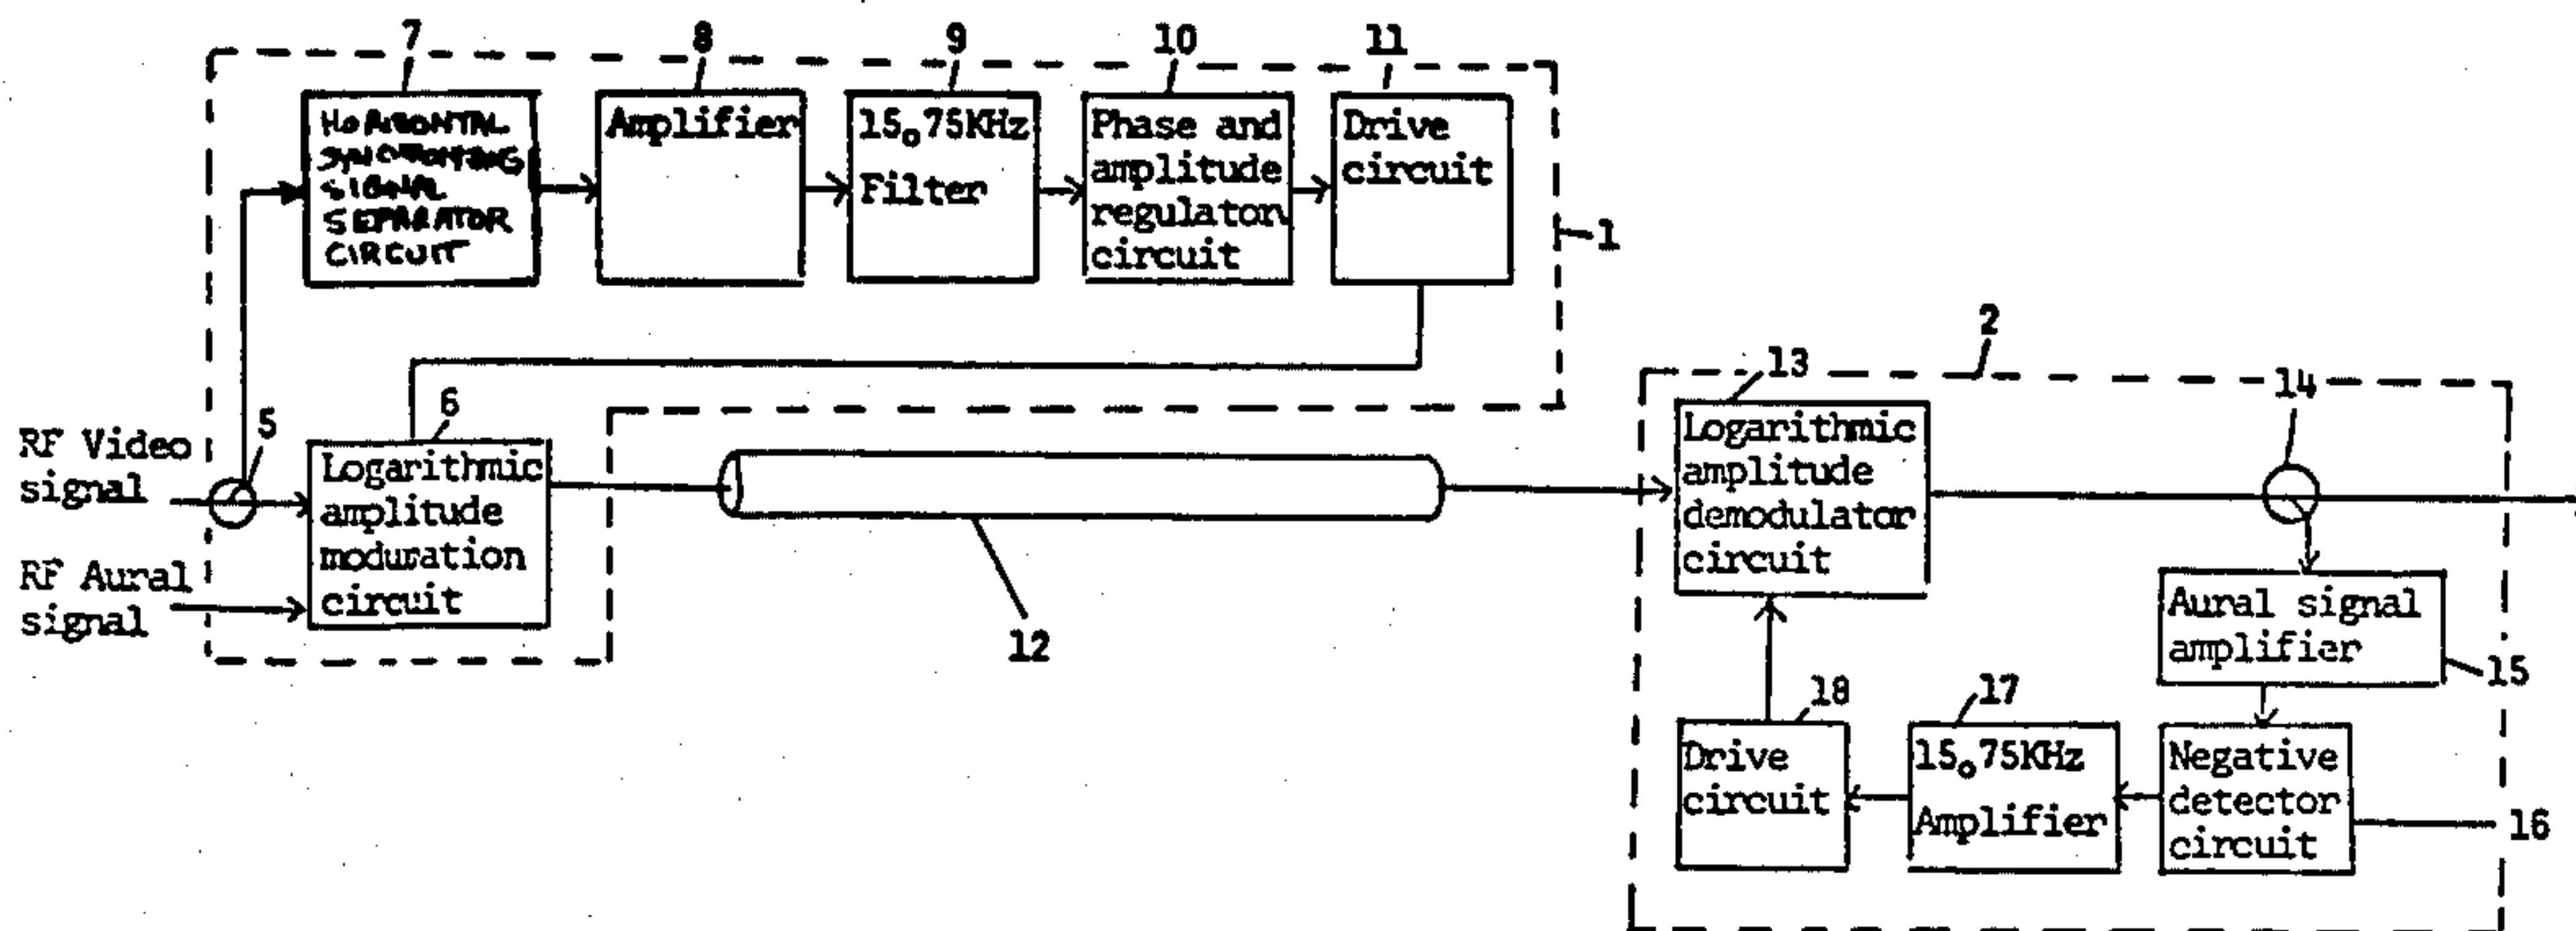 7
8
9
10
11
HORIZONTAL
SIGNAL
SEPARATOR
CIRCUIT
Amplifier
15.75KHz
Filter
Phase and
amplitude
regulator
circuit
Drive
circuit
1
2
RF Video
signal
5
6
Logarithmic
amplitude
moduration
circuit
RF Aural
signal
12
13
Logarithmic
amplitude
demodulator
circuit
14
Aural signal
amplifier
15
18
Drive
circuit
17
15.75KHz
Amplifier
Negative
detector
circuit
16